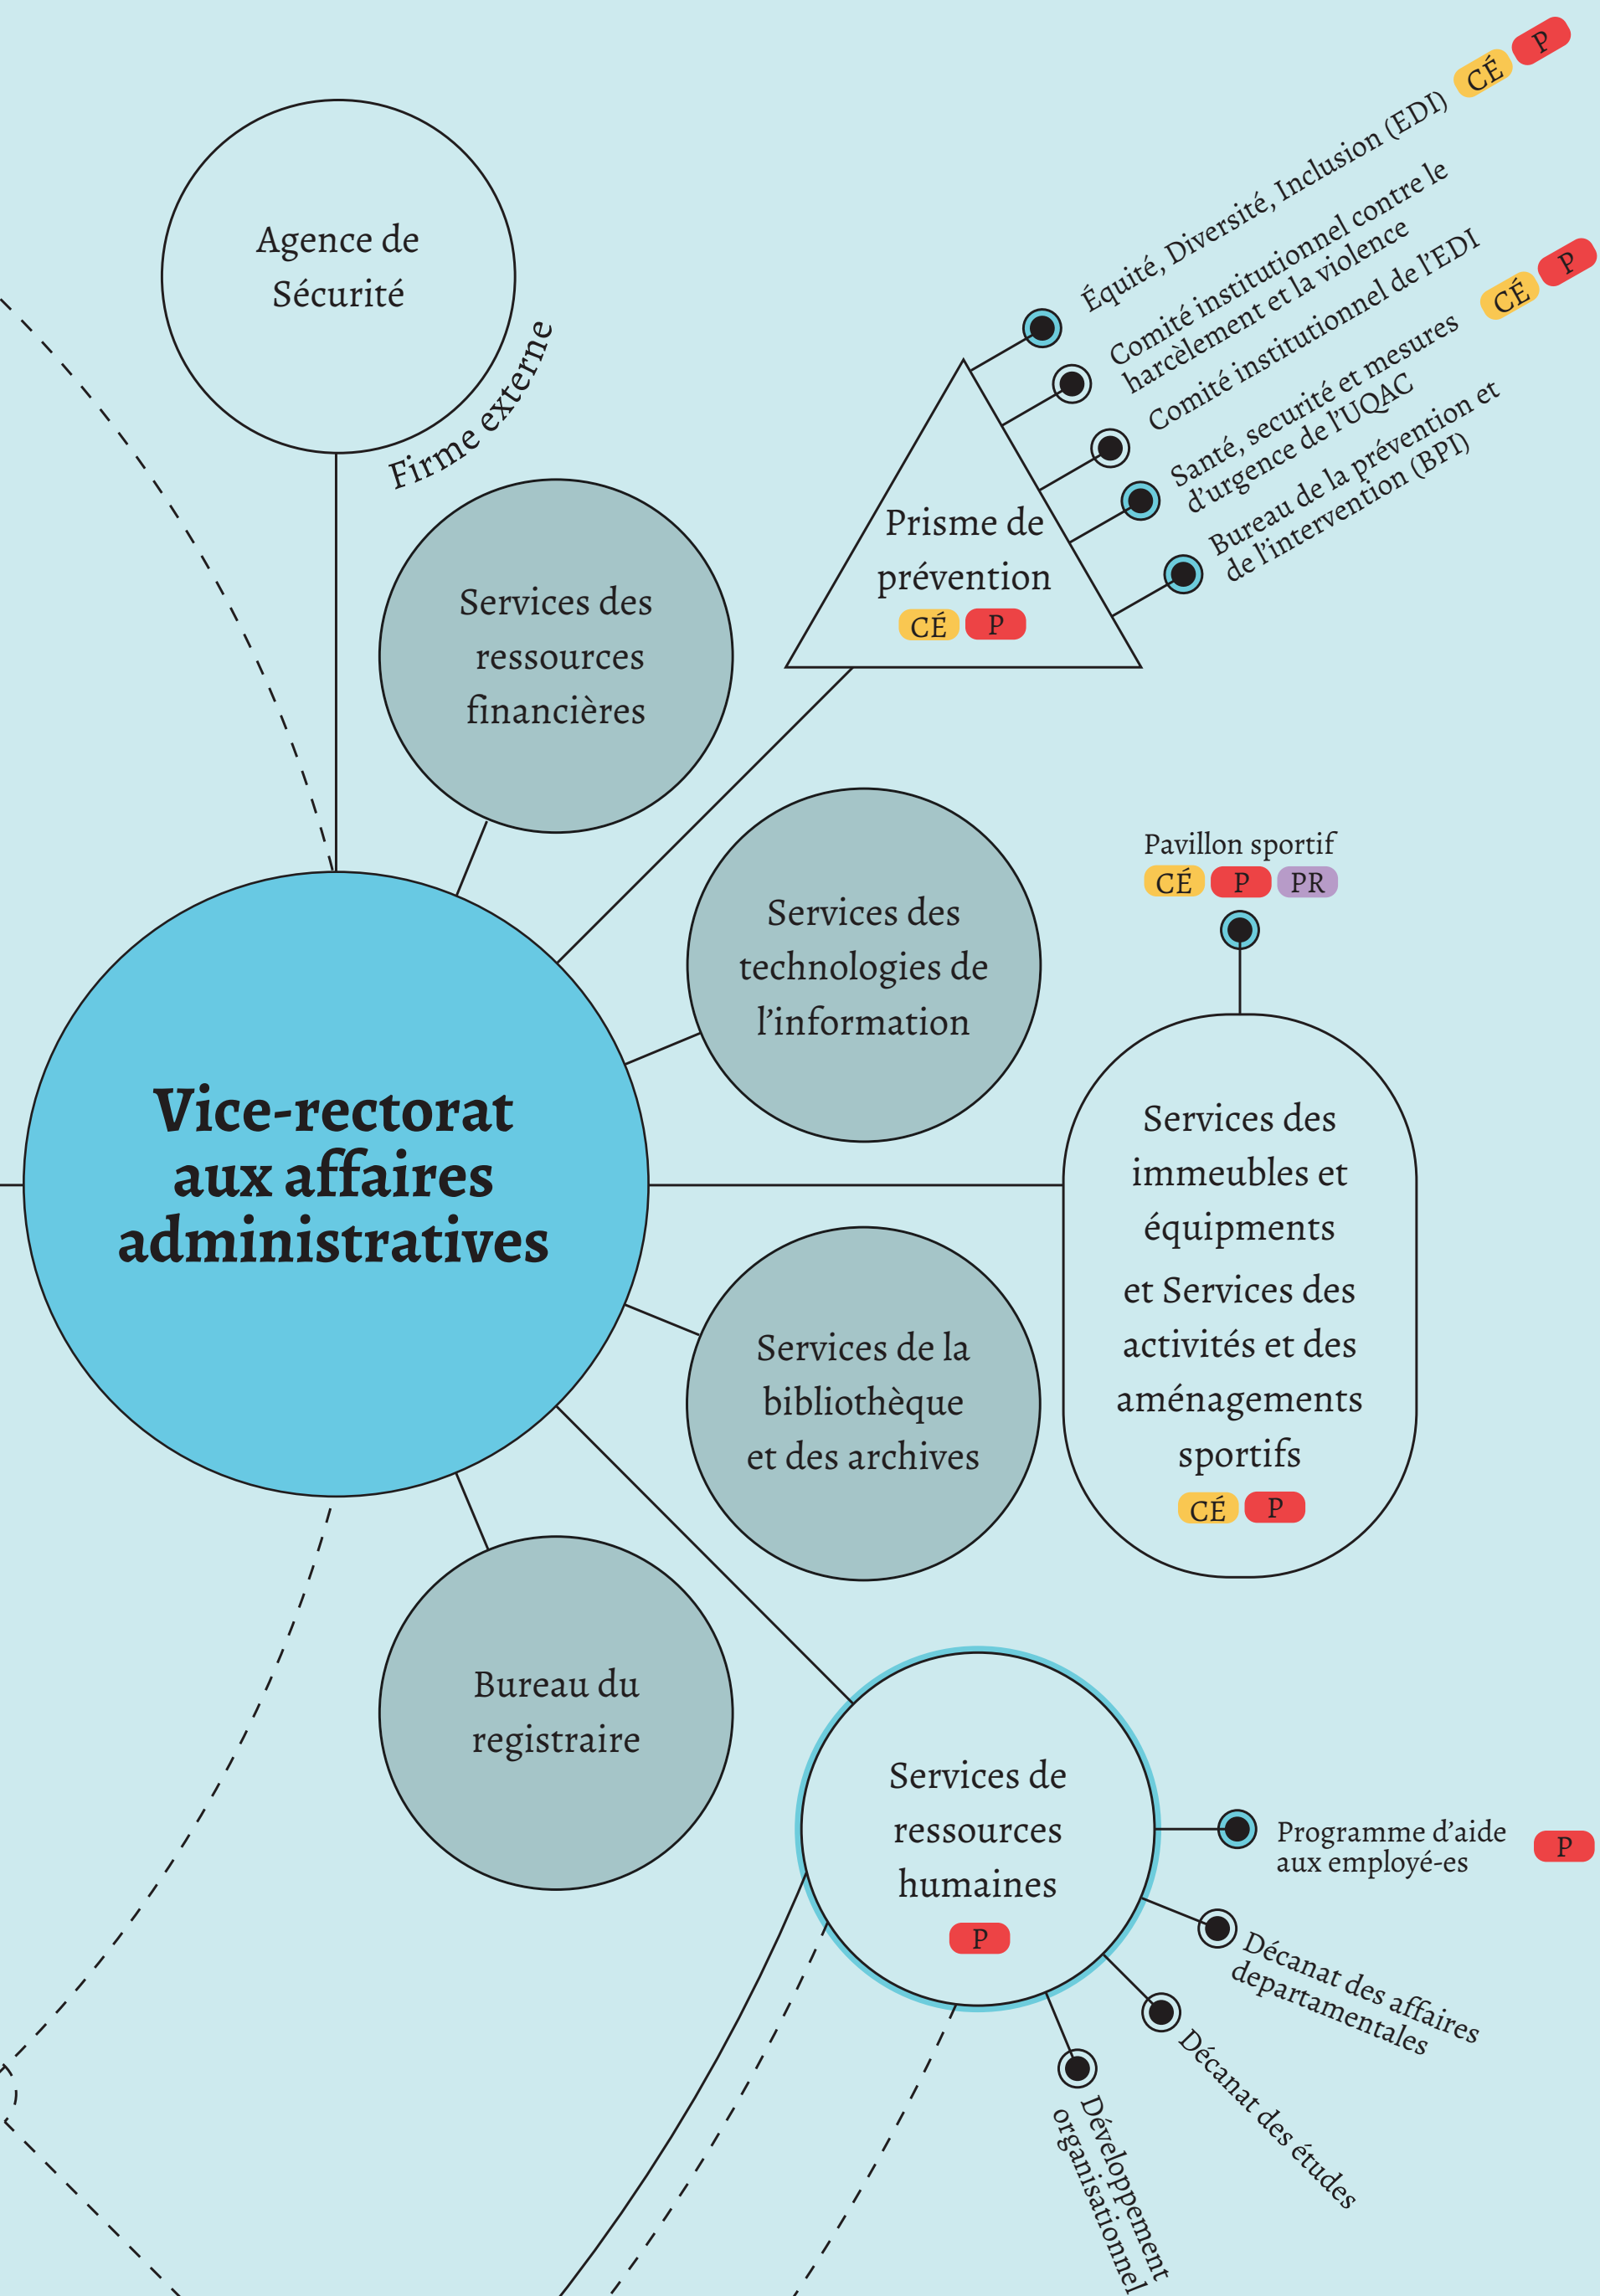 Agence de
Sécurité
Firme externe
Équité, Diversité, Inclusion (EDI) CÉ P
Comité institutionnel contre le
harcèlement et la violence
Comité institutionnel de l’EDI
Santé, securité et mesures CÉ P
d’urgence de l’UQAC
Bureau de la prévention et
de l’intervention (BPI)
Prisme de
prévention
CÉ P
Services des
ressources
financières
Services des
technologies de
l’information
Pavillon sportif
CÉ P PR
Vice-rectorat
aux affaires
administratives
Services des
immeubles et
équipments
et Services des
activités et des
aménagements
sportifs
CÉ P
Services de la
bibliothèque
et des archives
Bureau du
registraire
Services de
ressources
humaines
P
Programme d’aide
aux employé-es P
Décanat des affaires
departamentales
Décanat des études
Développement
organisationnel